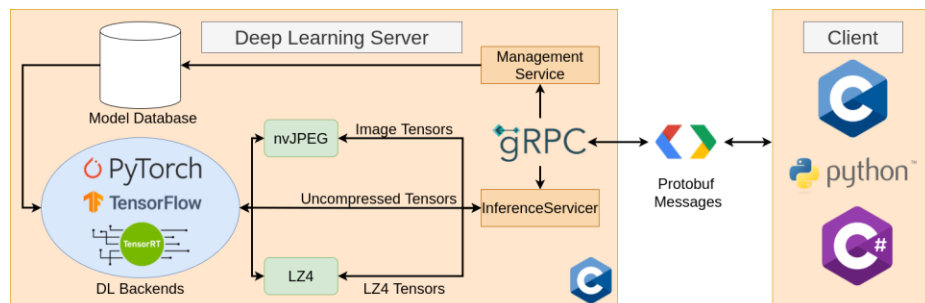 Deep Learning Server
Client
Management
Service
Model Database
nvJPEG
Image Tensors
gRPC
PyTorch
TensorFlow
TensorRT
DL Backends
Uncompressed Tensors
InferenceServicer
LZ4
LZ4 Tensors
C
Protobuf
Messages
C
python™
C#